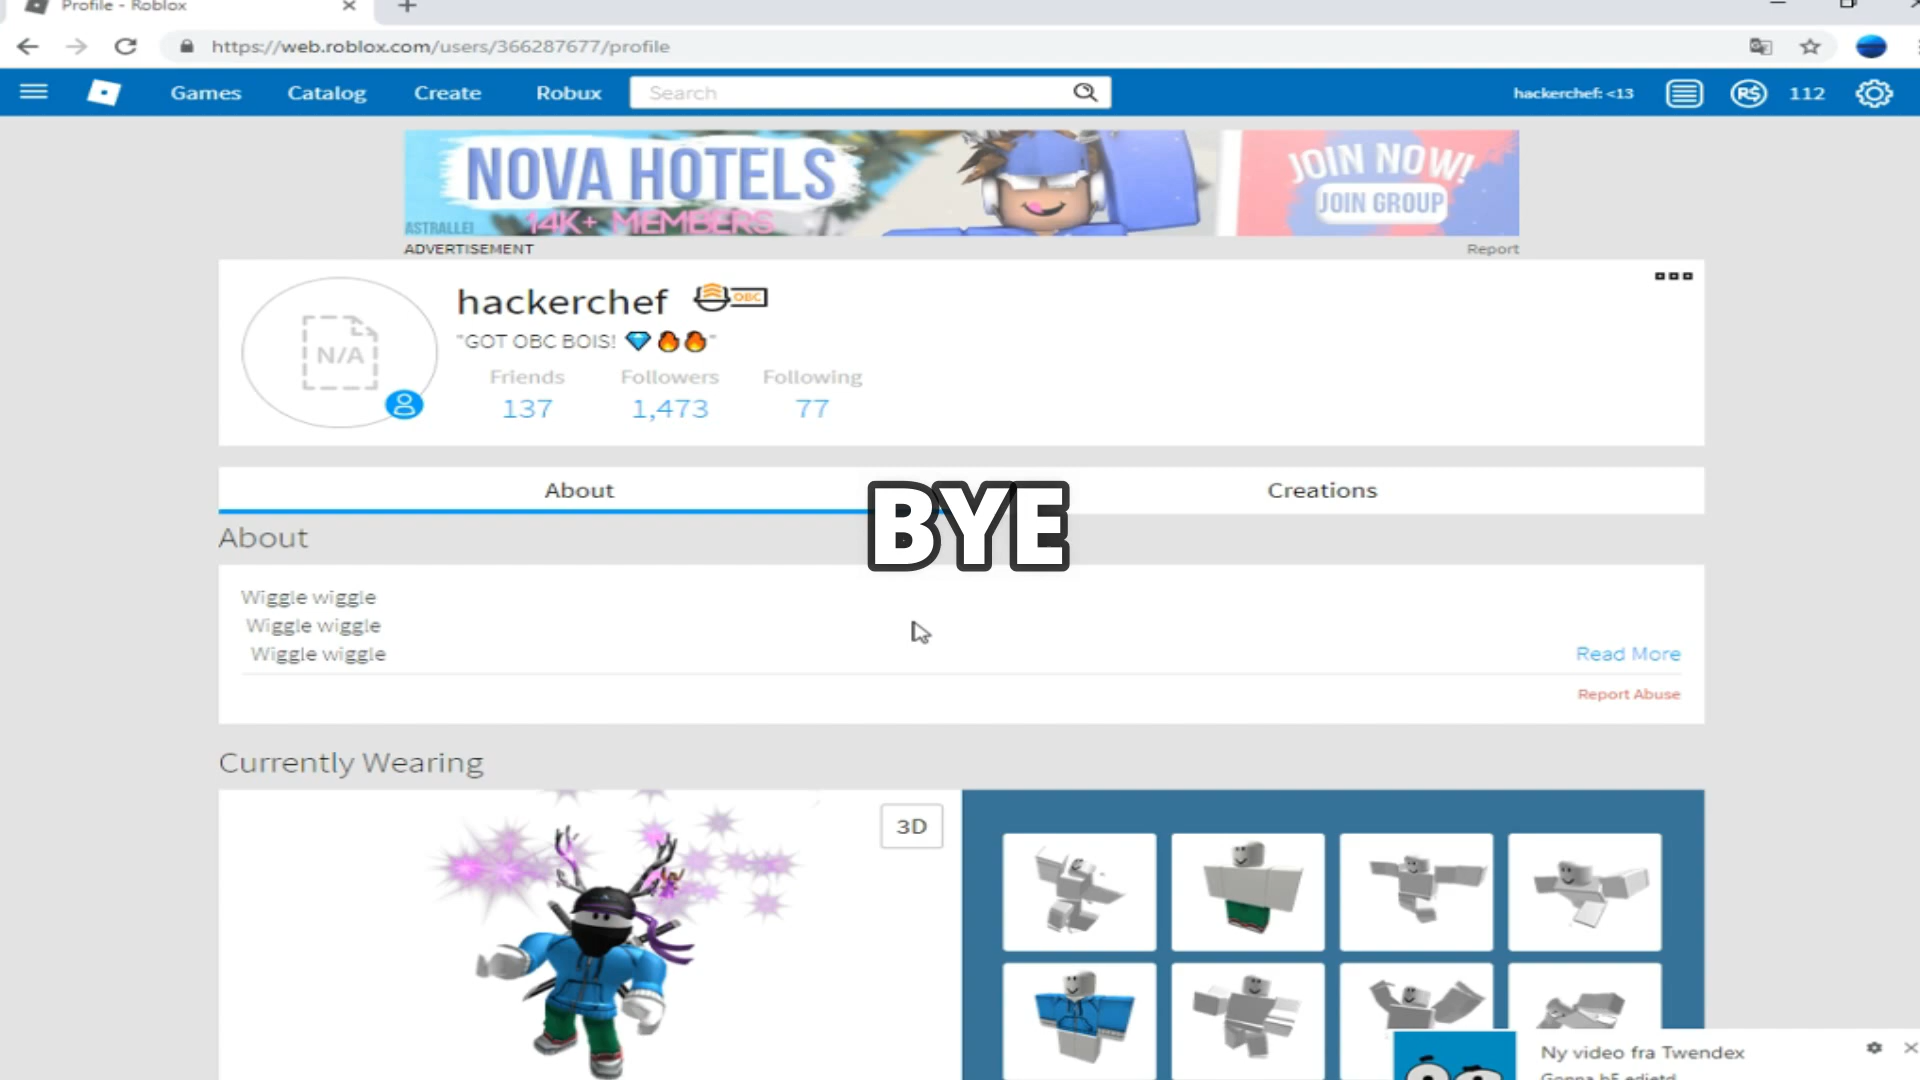 Profile - Roblox
https://web.roblox.com/users/366287677/profile
Games Catalog Create Robux Search hackerchef: <13 R$ 112
NOVA HOTELS
14K+ MEMBERS
ASTRALLEI
JOIN NOW!
JOIN GROUP
ADVERTISEMENT Report
hackerchef OBC
"GOT OBC BOIS! 💎🔥🔥"
N/A
Friends Followers Following
137 1,473 77
About Creations
BYE
About
Wiggle wiggle
Wiggle wiggle
Wiggle wiggle
Read More
Report Abuse
Currently Wearing
3D
Ny video fra Twendex